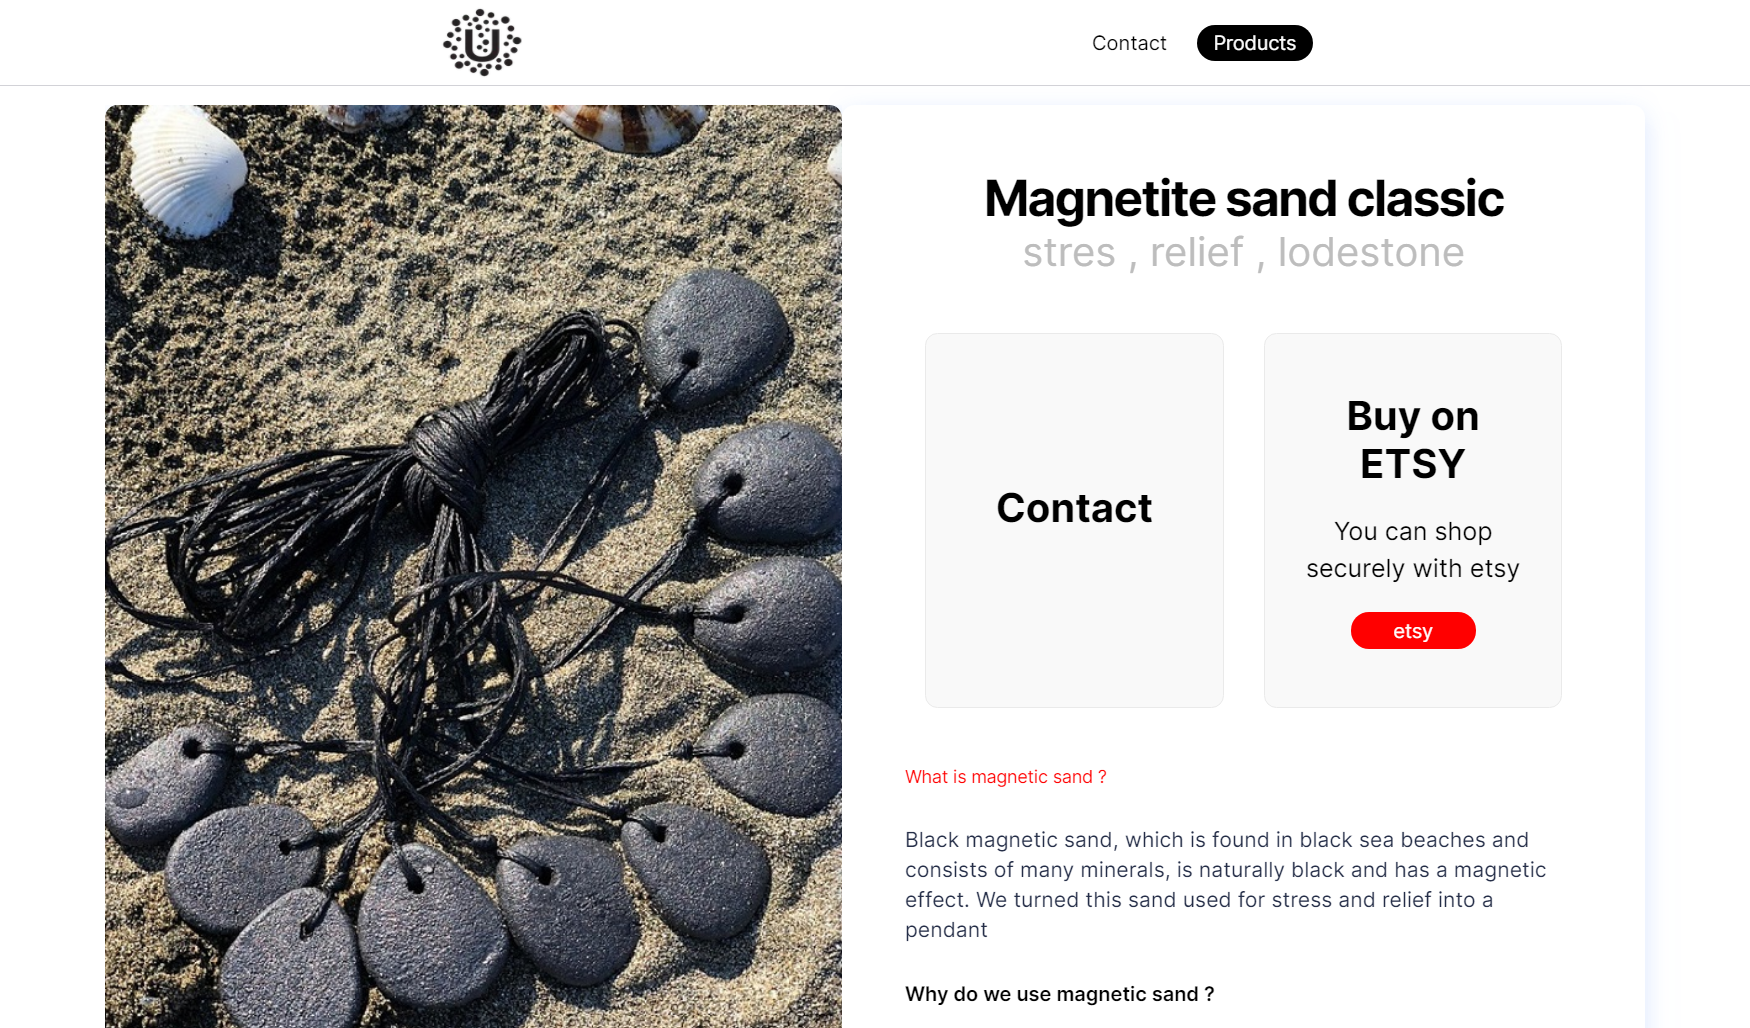 U
Contact
Products
Magnetite sand classic
stres , relief , lodestone
Contact
Buy on
ETSY
You can shop
securely with etsy
etsy
What is magnetic sand ?
Black magnetic sand, which is found in black sea beaches and
consists of many minerals, is naturally black and has a magnetic
effect. We turned this sand used for stress and relief into a
pendant
Why do we use magnetic sand ?